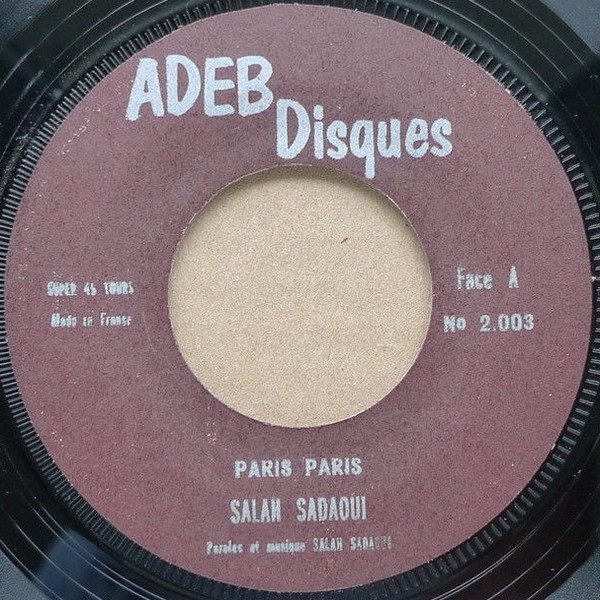 ADEB
Disques
SUPER 45 TOURS
Made en France
Face A
No 2.003
PARIS PARIS
SALAH SADAOUI
Paroles et musique SALAH SADAOUI